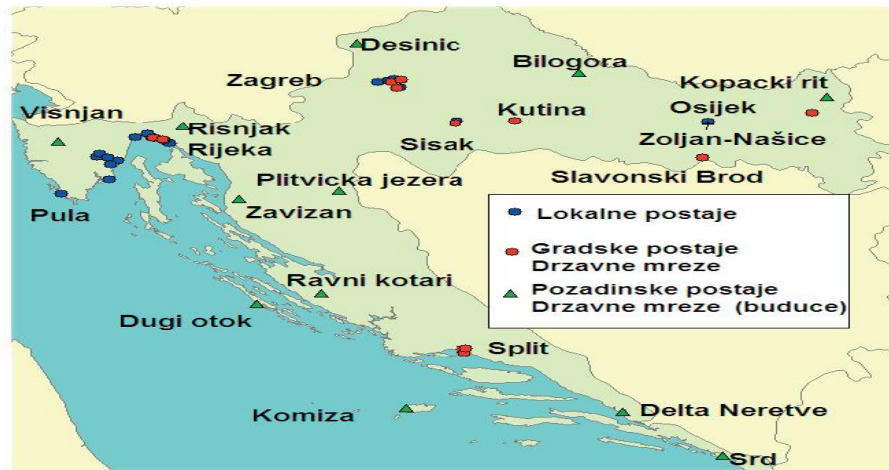 Desinic
Bilogora
Zagreb
Kopacki rit
Visnjan
Kutina
Osijek
Risnjak
Sisak
Zoljan-Našice
Rijeka
Plitvicka jezera
Slavonski Brod
Pula
Zavizan
Lokalne postaje
Gradske postaje
Drzavne mreze
Ravni kotari
Pozadinske postaje
Drzavne mreze (buduce)
Dugi otok
Split
Komiza
Delta Neretve
Srd